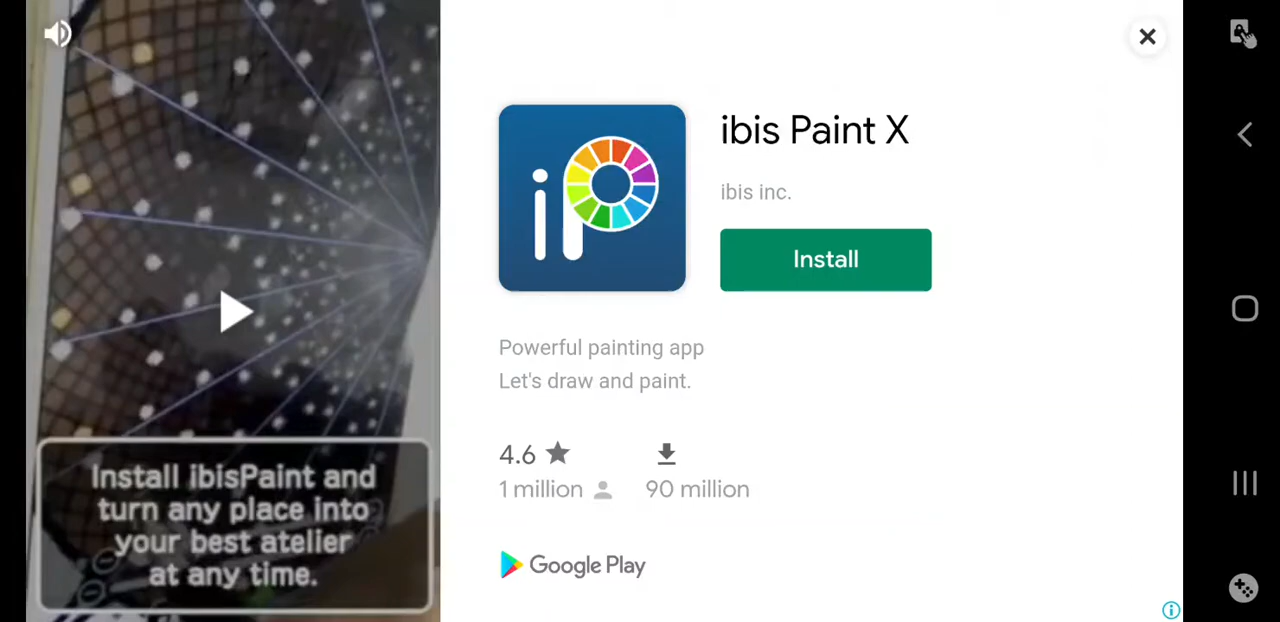 Install ibisPaint and
turn any place into
your best atelier
at any time.
iP
ibis Paint X
ibis inc.
Install
Powerful painting app
Let's draw and paint.
4.6
1 million
90 million
Google Play